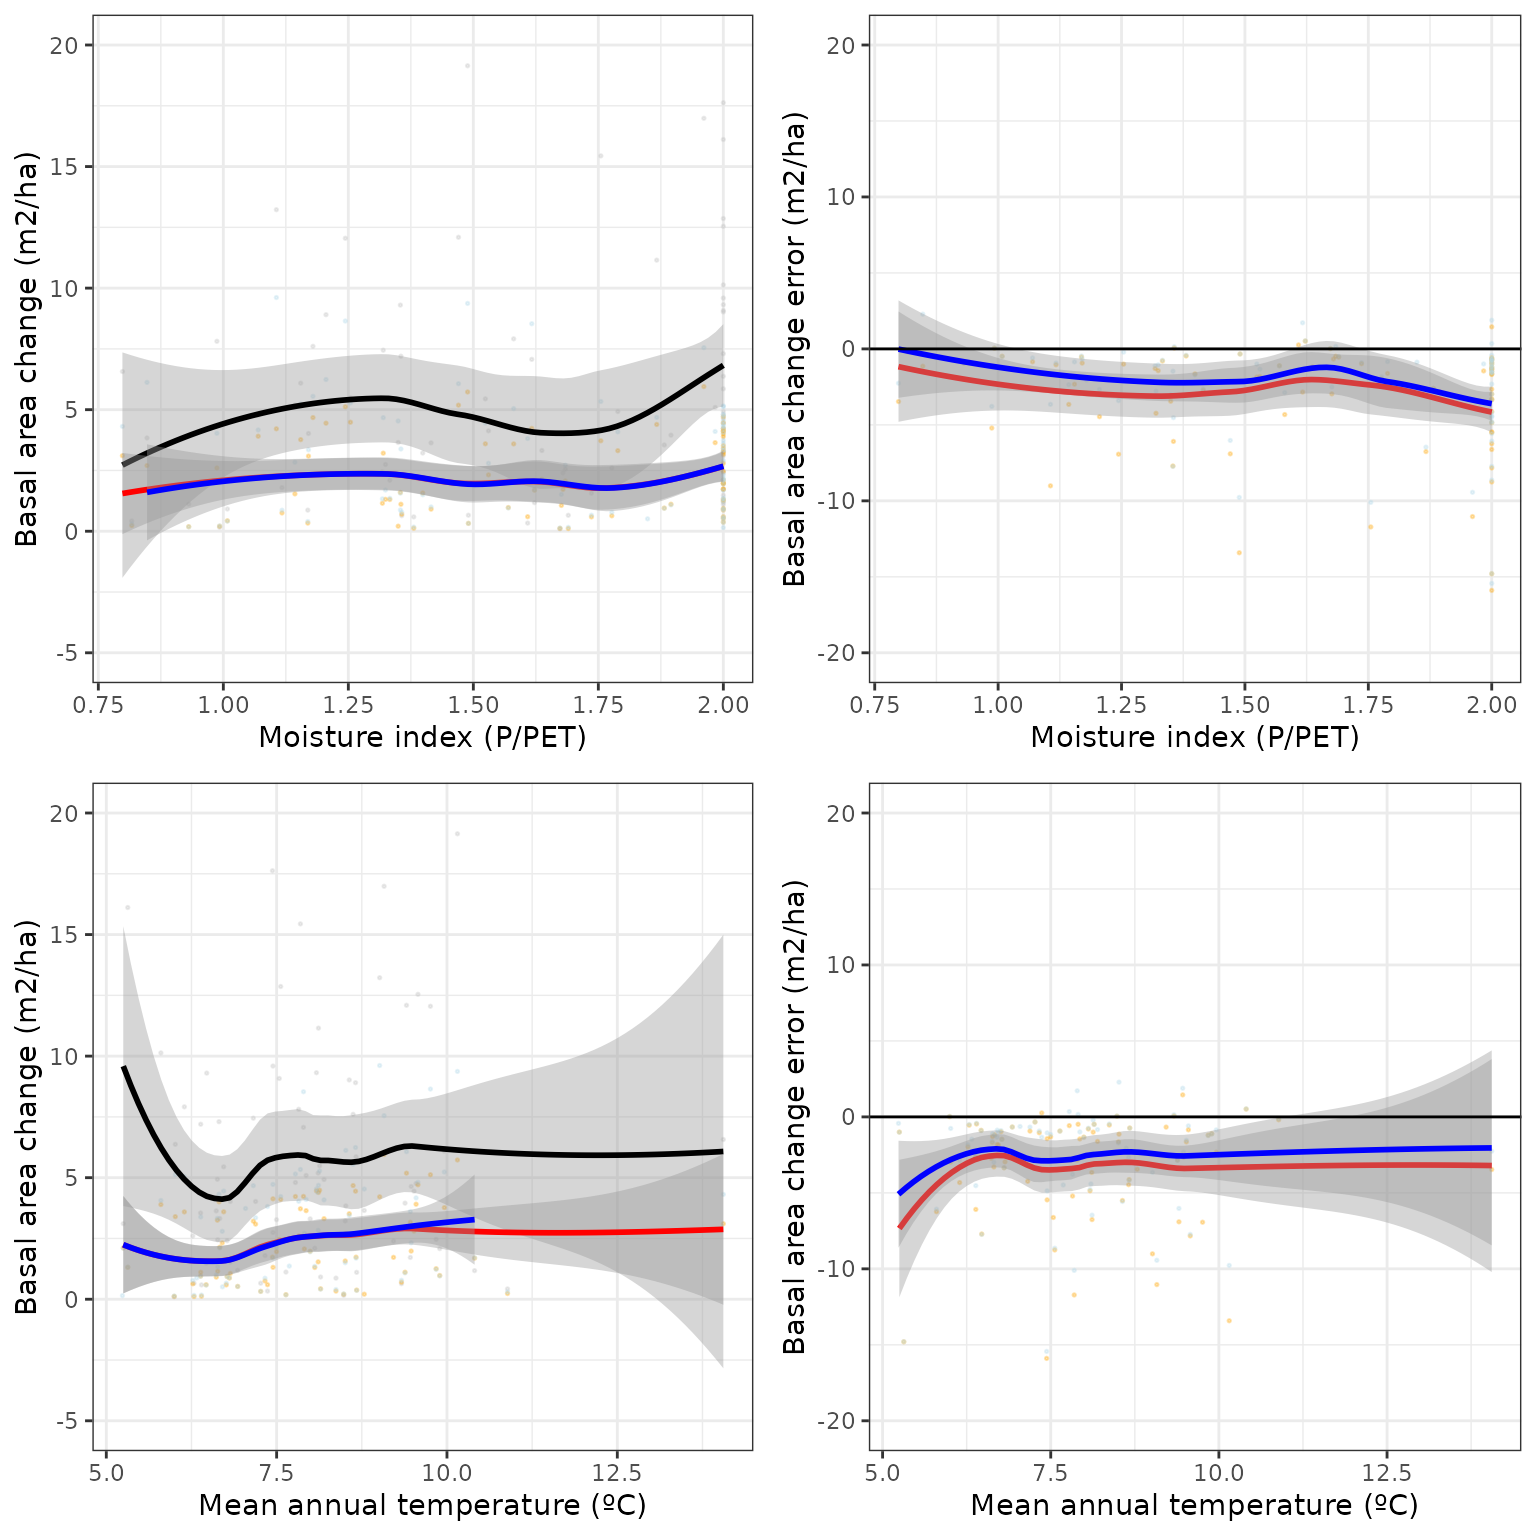 20
15
10
5
0
-5
0.75 1.00 1.25 1.50 1.75 2.00
Moisture index (P/PET)
Basal area change (m2/ha)
20
10
0
-10
-20
0.75 1.00 1.25 1.50 1.75 2.00
Moisture index (P/PET)
Basal area change error (m2/ha)
20
15
10
5
0
-5
5.0 7.5 10.0 12.5
Mean annual temperature (ºC)
Basal area change (m2/ha)
20
10
0
-10
-20
5.0 7.5 10.0 12.5
Mean annual temperature (ºC)
Basal area change error (m2/ha)